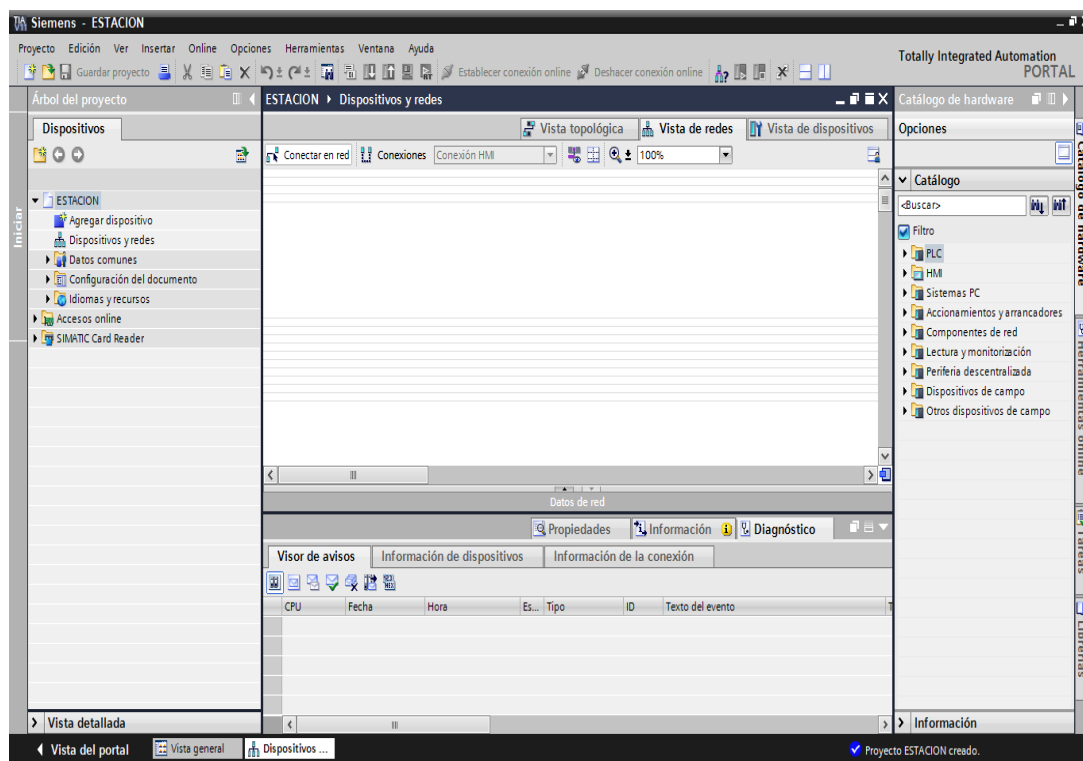 Siemens - ESTACION
Proyecto Edición Ver Insertar Online Opciones Herramientas Ventana Ayuda
Totally Integrated Automation
PORTAL
Guardar proyecto
Establecer conexión online
Deshacer conexión online
Árbol del proyecto
ESTACION
Dispositivos y redes
Catálogo de hardware
Dispositivos
Vista topológica
Vista de redes
Vista de dispositivos
Opciones
Conectar en red
Conexiones
Conexión HMI
100%
Catálogo
<Buscar>
Filtro
ESTACION
Agregar dispositivo
Dispositivos y redes
Datos comunes
Configuración del documento
Idiomas y recursos
Accesos online
SIMATIC Card Reader
Iniciar
PLC
HMI
Sistemas PC
Accionamientos y arrancadores
Componentes de red
Lectura y monitorización
Periferia descentralizada
Dispositivos de campo
Otros dispositivos de campo
Catálogo de hardware
Herramientas online
Tareas
Librerías
Datos de red
Propiedades
Información
Diagnóstico
Visor de avisos
Información de dispositivos
Información de la conexión
CPU Fecha Hora Es... Tipo ID Texto del evento
Vista detallada
Información
Vista del portal
Vista general
Dispositivos ...
Proyecto ESTACION creado.